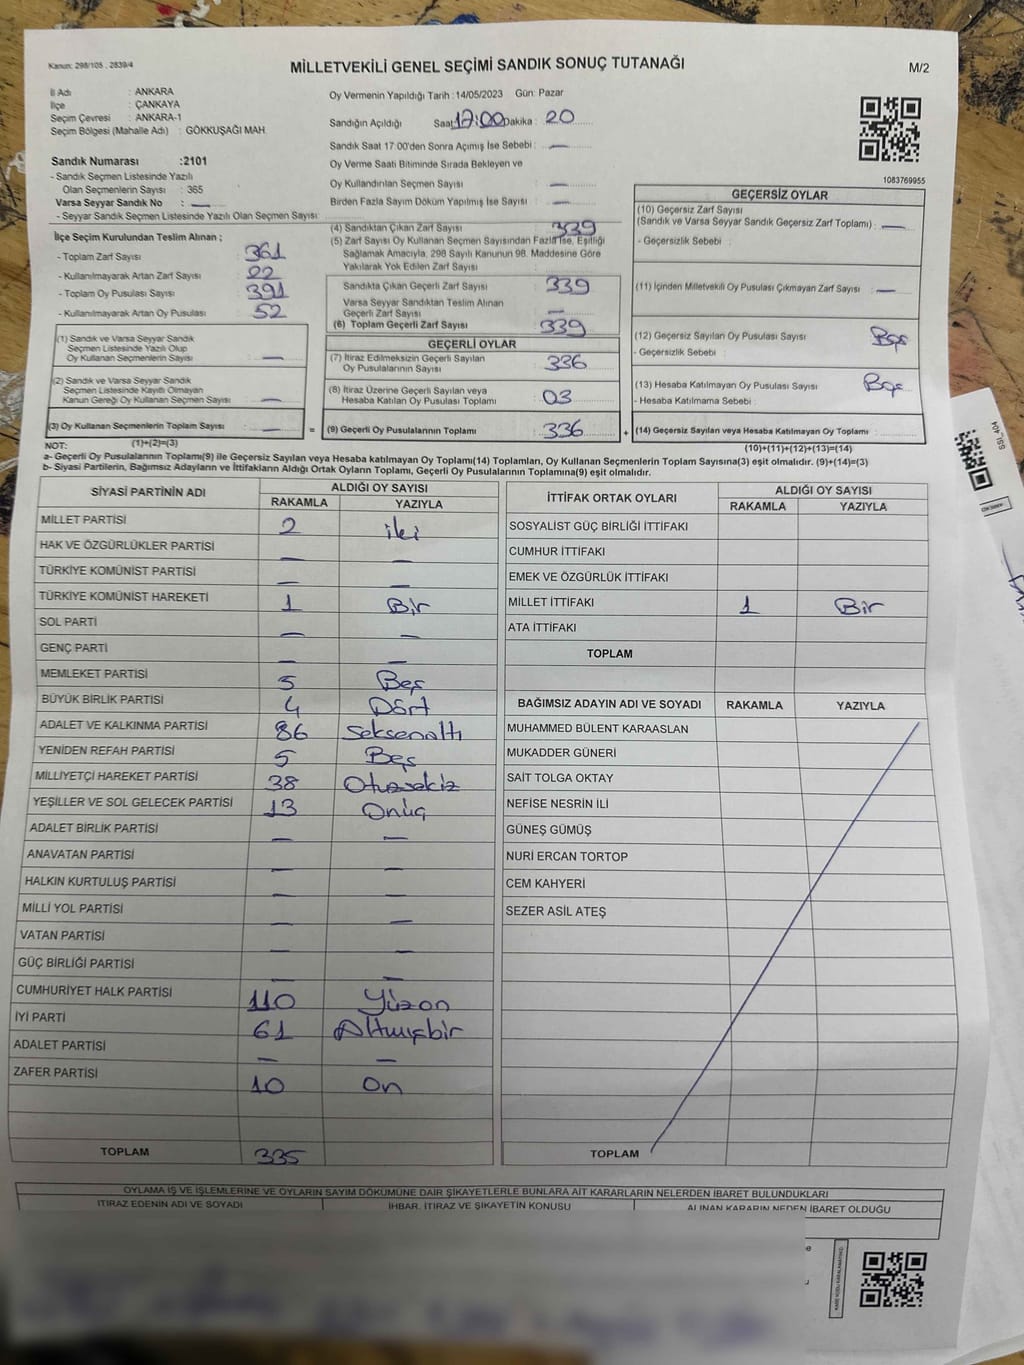 Kanun: 298/105 , 2839/4
MİLLETVEKİLİ GENEL SEÇİMİ SANDIK SONUÇ TUTANAĞI
M/2
İl Adı : ANKARA
İlçe : ÇANKAYA
Seçim Çevresi : ANKARA-1
Seçim Bölgesi (Mahalle Adı) : GÖKKUŞAĞI MAH.
Sandık Numarası :2101
- Sandık Seçmen Listesinde Yazılı
Olan Seçmenlerin Sayısı : 365
Varsa Seyyar Sandık No : —
- Seyyar Sandık Seçmen Listesinde Yazılı Olan Seçmen Sayısı:
Oy Vermenin Yapıldığı Tarih : 14/05/2023 Gün: Pazar
Sandığın Açıldığı Saat: 17:00 Dakika : 20
Sandık Saat 17:00'den Sonra Açımış İse Sebebi : —
Oy Verme Saati Bitiminde Sırada Bekleyen ve
Oy Kullandırılan Seçmen Sayısı : —
Birden Fazla Sayım Döküm Yapılmış İse Sayısı : —
1083769955
İlçe Seçim Kurulundan Teslim Alınan ;
- Toplam Zarf Sayısı : 361
- Kullanılmayarak Artan Zarf Sayısı : 22
- Toplam Oy Pusulası Sayısı : 391
- Kullanılmayarak Artan Oy Pusulası : 52
(1) Sandık ve Varsa Seyyar Sandık
Seçmen Listesinde Yazılı Olup
Oy Kullanan Seçmenlerin Sayısı : —
(2) Sandık ve Varsa Seyyar Sandık
Seçmen Listesinde Kayıtlı Olmayan
Kanun Gereği Oy Kullanan Seçmen Sayısı : —
(3) Oy Kullanan Seçmenlerin Toplam Sayısı : —
(1)+(2)=(3)
(4) Sandıktan Çıkan Zarf Sayısı : 339
(5) Zarf Sayısı Oy Kullanan Seçmen Sayısından Fazla İse, Eşitliği
Sağlamak Amacıyla, 298 Sayılı Kanunun 98. Maddesine Göre
Yakılarak Yok Edilen Zarf Sayısı :
Sandıkta Çıkan Geçerli Zarf Sayısı : 339
Varsa Seyyar Sandıktan Teslim Alınan
Geçerli Zarf Sayısı : —
(6) Toplam Geçerli Zarf Sayısı : 339
GEÇERLİ OYLAR
(7) İtiraz Edilmeksizin Geçerli Sayılan
Oy Pusulalarının Sayısı : 336
(8) İtiraz Üzerine Geçerli Sayılan veya
Hesaba Katılan Oy Pusulası Toplamı : 03
= (9) Geçerli Oy Pusulalarının Toplamı : 336
GEÇERSİZ OYLAR
(10) Geçersiz Zarf Sayısı
(Sandık ve Varsa Seyyar Sandık Geçersiz Zarf Toplamı) : —
- Geçersizlik Sebebi :
(11) İçinden Milletvekili Oy Pusulası Çıkmayan Zarf Sayısı : —
(12) Geçersiz Sayılan Oy Pusulası Sayısı : Boş
- Geçersizlik Sebebi :
(13) Hesaba Katılmayan Oy Pusulası Sayısı : Boş
- Hesaba Katılmama Sebebi :
+ (14) Geçersiz Sayılan veya Hesaba Katılmayan Oy Toplamı :
(10)+(11)+(12)+(13)=(14)
NOT:
a- Geçerli Oy Pusulalarının Toplamı(9) ile Geçersiz Sayılan veya Hesaba katılmayan Oy Toplamı(14) Toplamları, Oy Kullanan Seçmenlerin Toplam Sayısına(3) eşit olmalıdır. (9)+(14)=(3)
b- Siyasi Partilerin, Bağımsız Adayların ve İttifakların Aldığı Ortak Oyların Toplamı, Geçerli Oy Pusulalarının Toplamına(9) eşit olmalıdır.
SİYASİ PARTİNİN ADI ALDIĞI OY SAYISI
RAKAMLA YAZIYLA
MİLLET PARTİSİ 2 iki
HAK VE ÖZGÜRLÜKLER PARTİSİ — —
TÜRKİYE KOMÜNİST PARTİSİ — —
TÜRKİYE KOMÜNİST HAREKETİ 1 Bir
SOL PARTİ — —
GENÇ PARTİ — —
MEMLEKET PARTİSİ 5 Beş
BÜYÜK BİRLİK PARTİSİ 4 Dört
ADALET VE KALKINMA PARTİSİ 86 Seksenaltı
YENİDEN REFAH PARTİSİ 5 Beş
MİLLİYETÇİ HAREKET PARTİSİ 38 Otuzsekiz
YEŞİLLER VE SOL GELECEK PARTİSİ 13 Onüç
ADALET BİRLİK PARTİSİ — —
ANAVATAN PARTİSİ — —
HALKIN KURTULUŞ PARTİSİ — —
MİLLİ YOL PARTİSİ — —
VATAN PARTİSİ — —
GÜÇ BİRLİĞİ PARTİSİ — —
CUMHURİYET HALK PARTİSİ 110 Yüzon
İYİ PARTİ 61 Altmışbir
ADALET PARTİSİ — —
ZAFER PARTİSİ 10 On
TOPLAM 335
İTTİFAK ORTAK OYLARI ALDIĞI OY SAYISI
RAKAMLA YAZIYLA
SOSYALİST GÜÇ BİRLİĞİ İTTİFAKI
CUMHUR İTTİFAKI
EMEK VE ÖZGÜRLÜK İTTİFAKI
MİLLET İTTİFAKI 1 Bir
ATA İTTİFAKI
TOPLAM
BAĞIMSIZ ADAYIN ADI VE SOYADI RAKAMLA YAZIYLA
MUHAMMED BÜLENT KARAASLAN
MUKADDER GÜNERİ
SAİT TOLGA OKTAY
NEFİSE NESRİN İLİ
GÜNEŞ GÜMÜŞ
NURİ ERCAN TORTOP
CEM KAHYERİ
SEZER ASİL ATEŞ
TOPLAM
OYLAMA İŞ VE İŞLEMLERİNE VE OYLARIN SAYIM DÖKÜMÜNE DAİR ŞİKAYETLERLE BUNLARA AİT KARARLARIN NELERDEN İBARET BULUNDUKLARI
İTİRAZ EDENİN ADI VE SOYADI İHBAR, İTİRAZ VE ŞİKAYETİN KONUSU ALINAN KARARIN NEDEN İBARET OLDUĞU